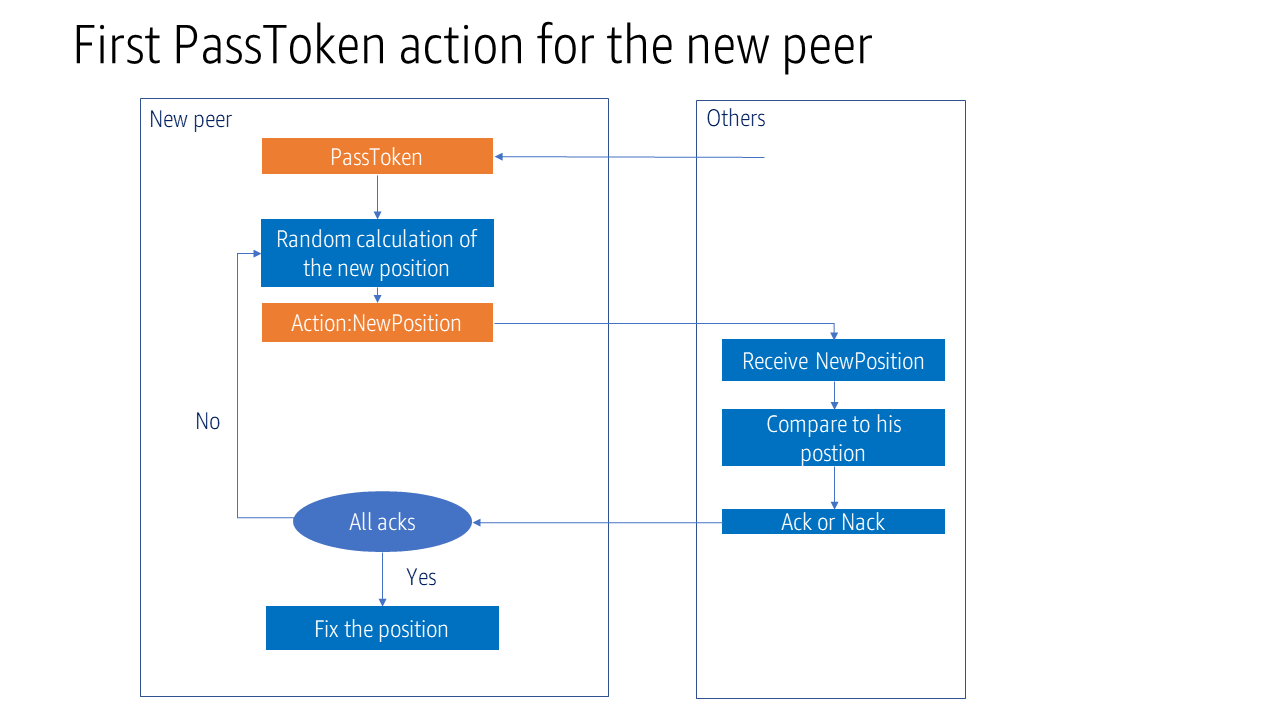 First PassToken action for the new peer
New peer
Others
PassToken
Random calculation of
the new position
Action:NewPosition
Receive NewPosition
No
Compare to his
postion
All acks
Ack or Nack
Yes
Fix the position